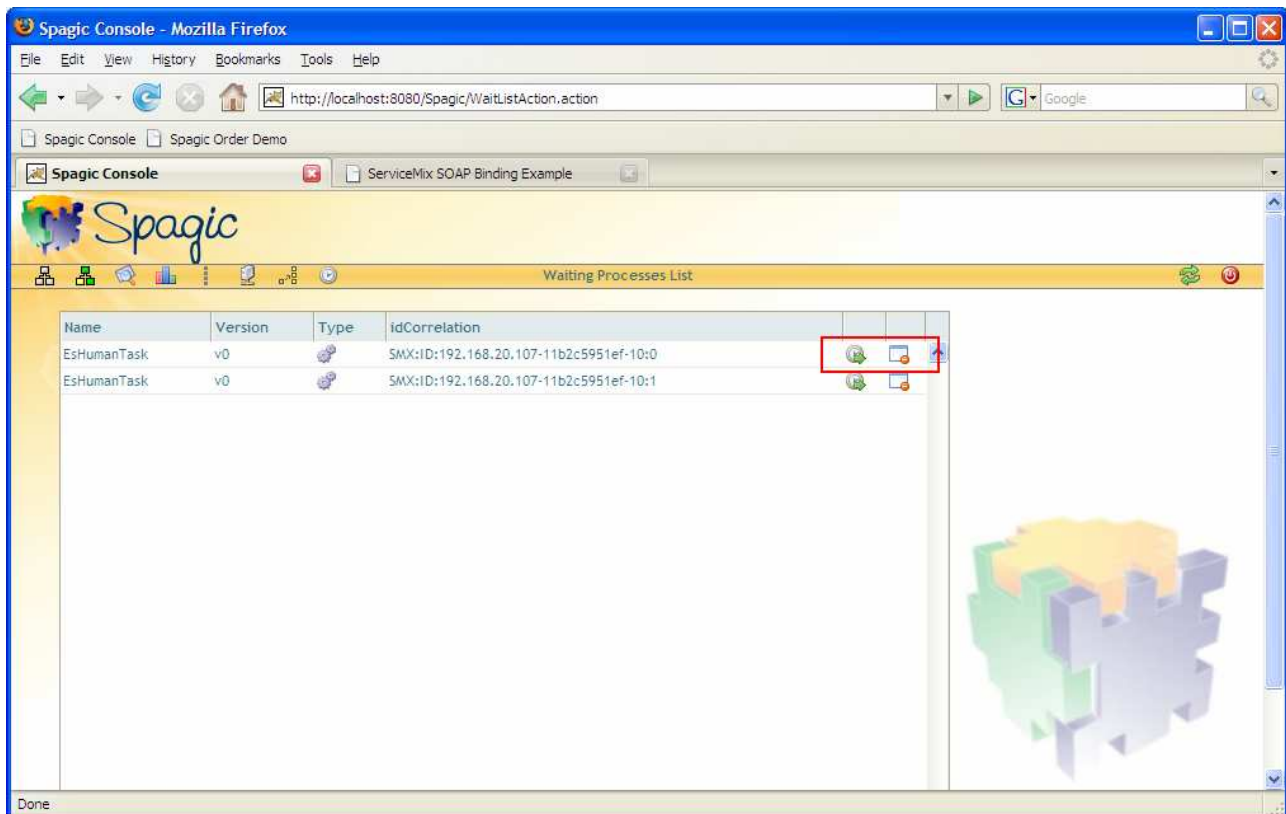 Spagic Console - Mozilla Firefox
File Edit View History Bookmarks Tools Help
http://localhost:8080/Spagic/WaitListAction.action
G Google
Spagic Console Spagic Order Demo
Spagic Console ServiceMix SOAP Binding Example
Spagic
Waiting Processes List
Name Version Type idCorrelation
EsHumanTask v0 SMX:ID:192.168.20.107-11b2c5951ef-10:0
EsHumanTask v0 SMX:ID:192.168.20.107-11b2c5951ef-10:1
Done